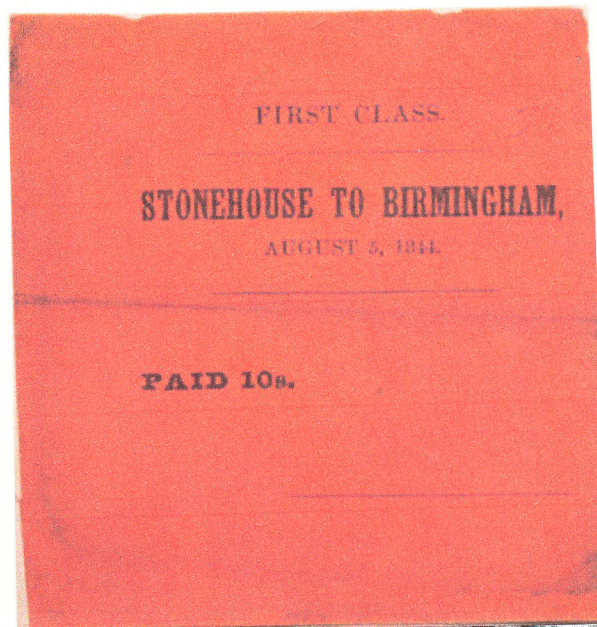 FIRST CLASS.
STONEHOUSE TO BIRMINGHAM,
AUGUST 5, 1844.
PAID 10s.